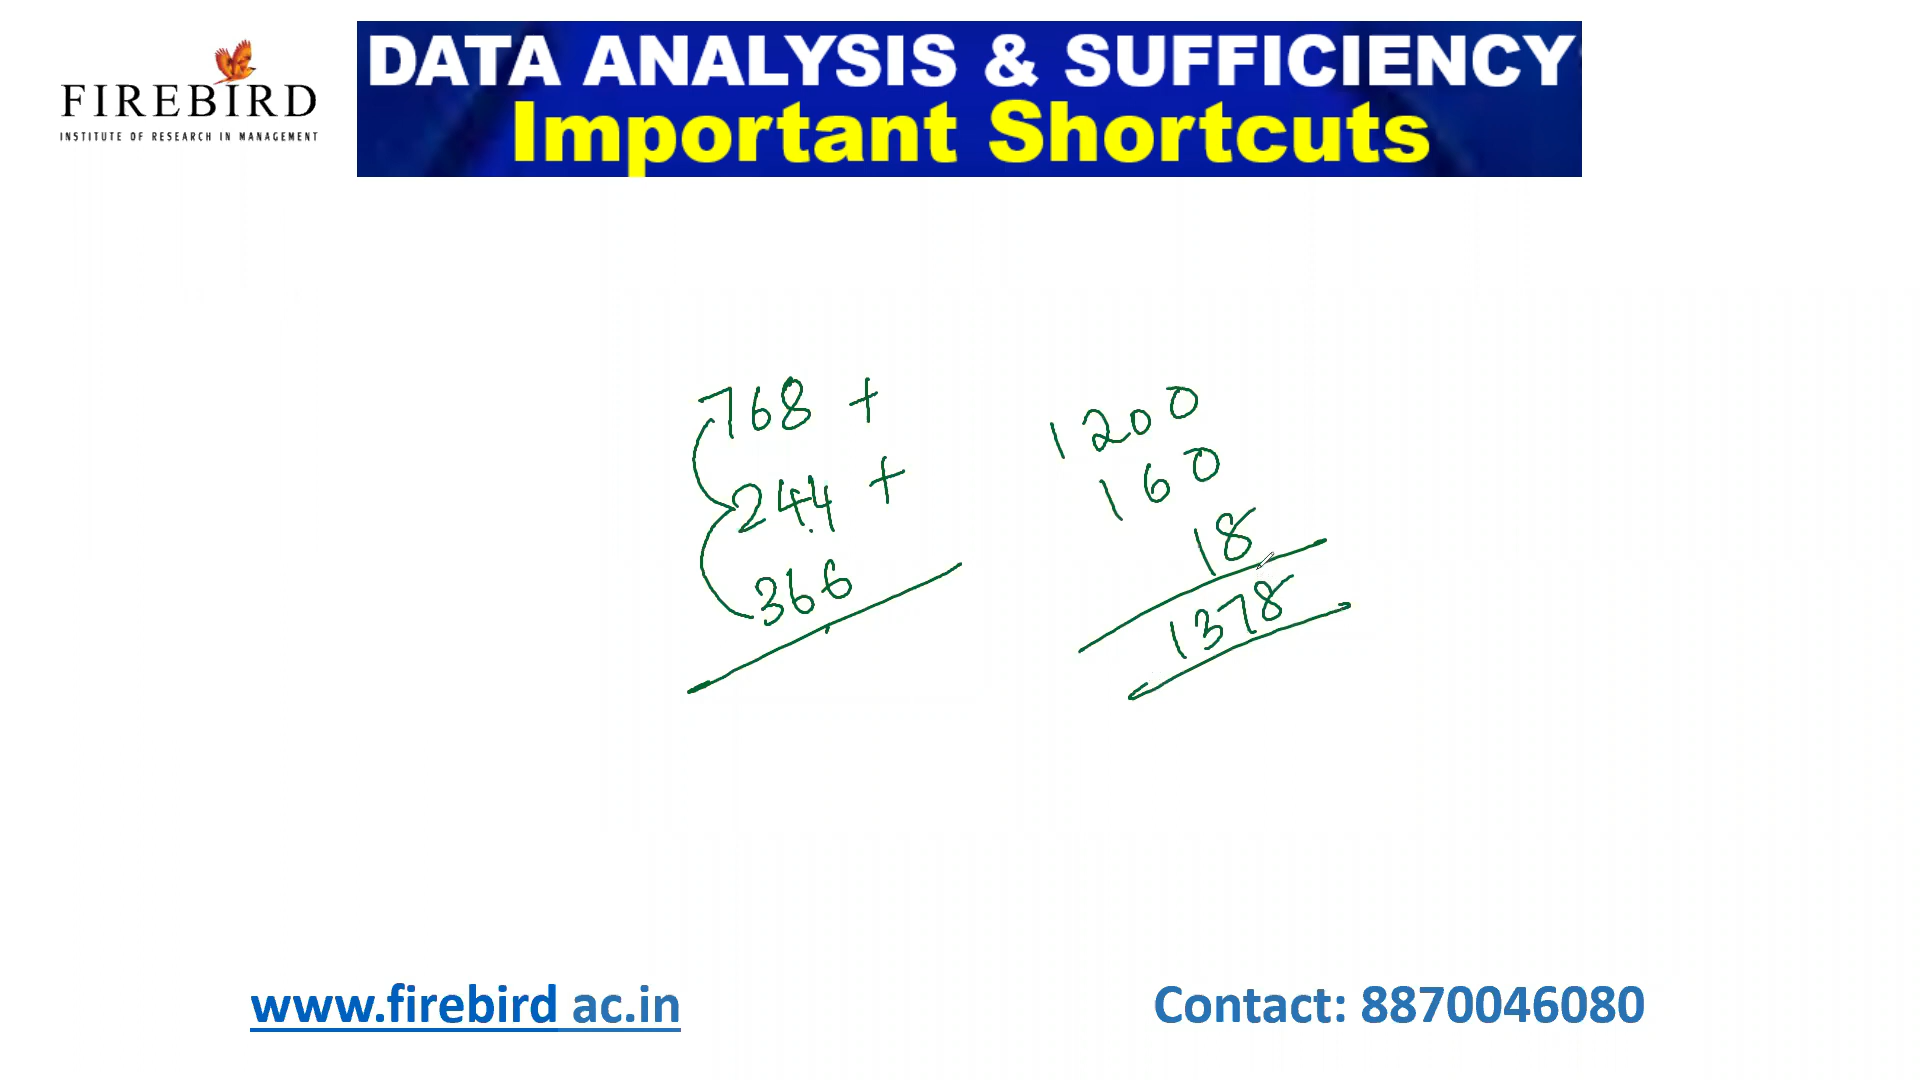 FIREBIRD
INSTITUTE OF RESEARCH IN MANAGEMENT
DATA ANALYSIS & SUFFICIENCY
Important Shortcuts
768 +
244 +
366
1200
160
18
1378
www.firebird ac.in
Contact: 8870046080